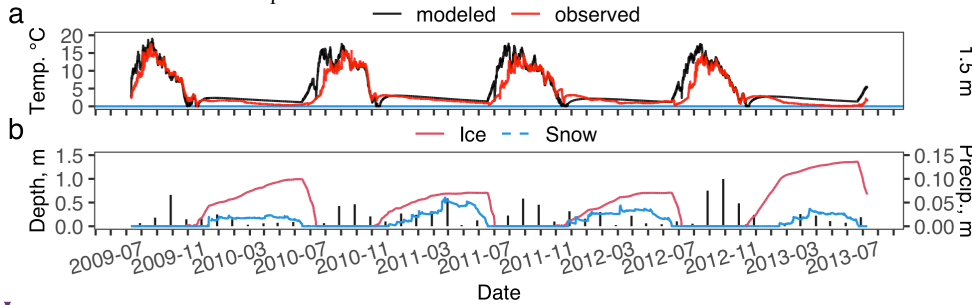 a
modeled observed
Temp. °C
20
15
10
5
0
1.5 m
b
Ice Snow
Depth, m
1.5
1.0
0.5
0.0
0.15
0.10
0.05
0.00
Precip., m
2009-07 2009-11 2010-03 2010-07 2010-11 2011-03 2011-07 2011-11 2012-03 2012-07 2012-11 2013-03 2013-07
Date